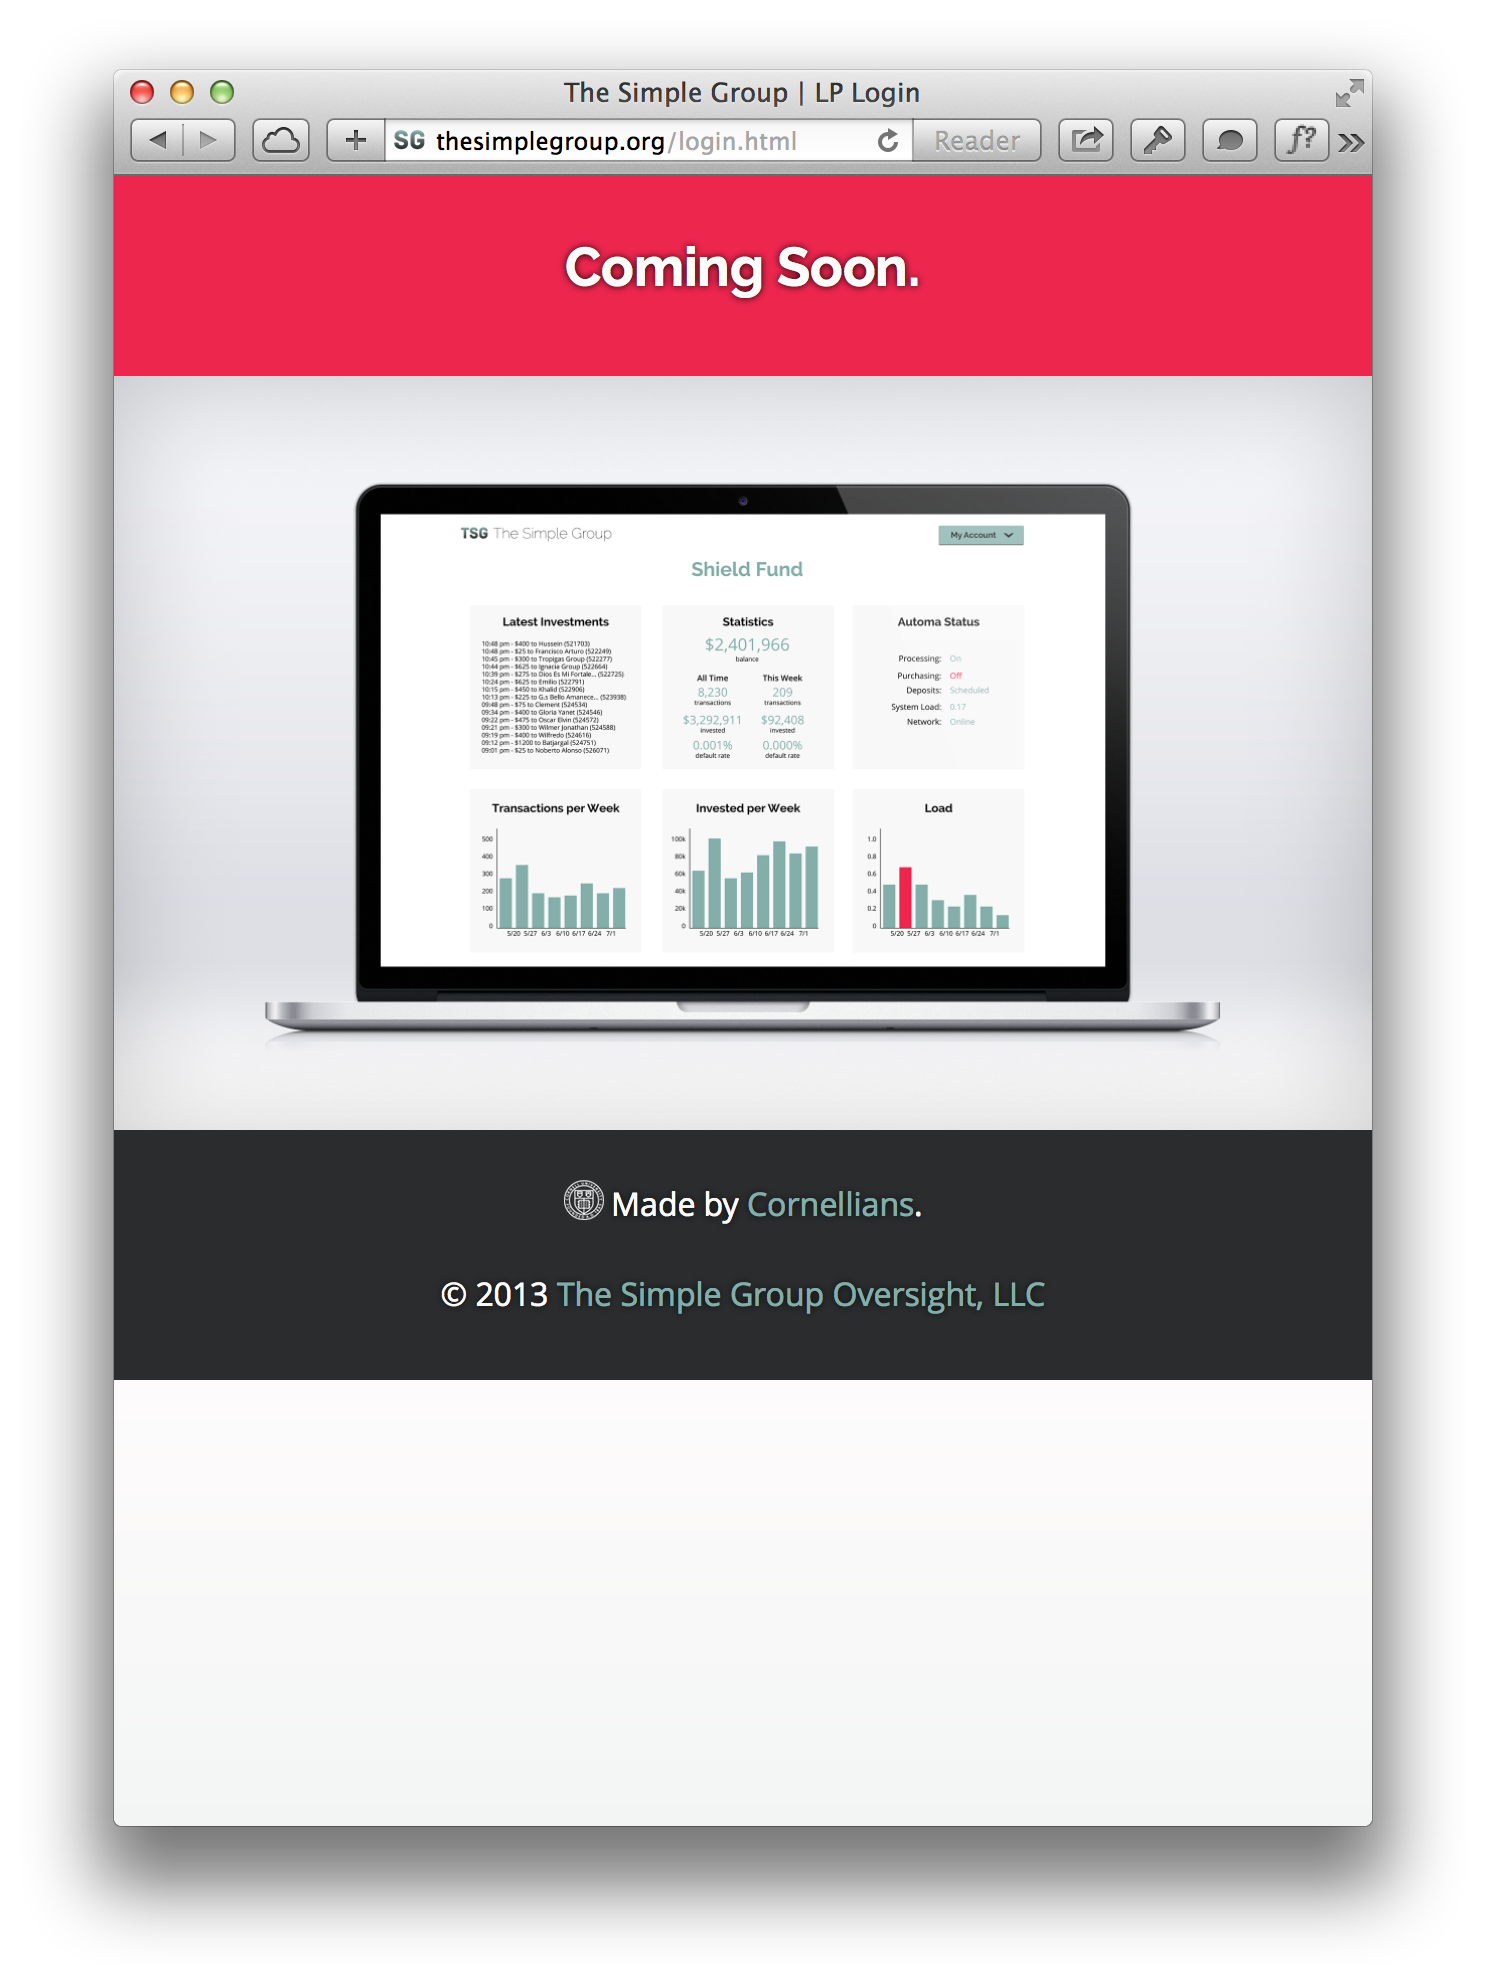 The Simple Group | LP Login
SG thesimplegroup.org/login.html
Reader
f?
Coming Soon.
TSG The Simple Group
My Account
Shield Fund
Latest Investments
10:48 pm - $400 to Hussein (521703)
10:48 pm - $25 to Francisco Arturo (522249)
10:45 pm - $300 to Tropigas Group (522277)
10:44 pm - $625 to Ignacia Group (522664)
10:39 pm - $275 to Dios Es Mi Fortale... (522725)
10:24 pm - $625 to Emilio (522791)
10:15 pm - $450 to Khalid (522906)
10:13 pm - $225 to G.s Bello Amanece... (523938)
09:48 pm - $75 to Clement (524534)
09:34 pm - $400 to Gloria Yanet (524546)
09:22 pm - $475 to Oscar Elvin (524572)
09:21 pm - $300 to Wilmer Jonathan (524588)
09:19 pm - $400 to Wilfredo (524616)
09:12 pm - $1200 to Batjargal (524751)
09:01 pm - $25 to Noberto Alonso (526071)
Statistics
$2,401,966
balance
All Time This Week
8,230 209
transactions transactions
$3,292,911 $92,408
invested invested
0.001% 0.000%
default rate default rate
Automa Status
Processing: On
Purchasing: Off
Deposits: Scheduled
System Load: 0.17
Network: Online
Transactions per Week
500
400
300
200
100
0
5/20 5/27 6/3 6/10 6/17 6/24 7/1
Invested per Week
100k
80k
60k
40k
20k
0
5/20 5/27 6/3 6/10 6/17 6/24 7/1
Load
1.0
0.8
0.6
0.4
0.2
0
5/20 5/27 6/3 6/10 6/17 6/24 7/1
Made by Cornellians.
© 2013 The Simple Group Oversight, LLC